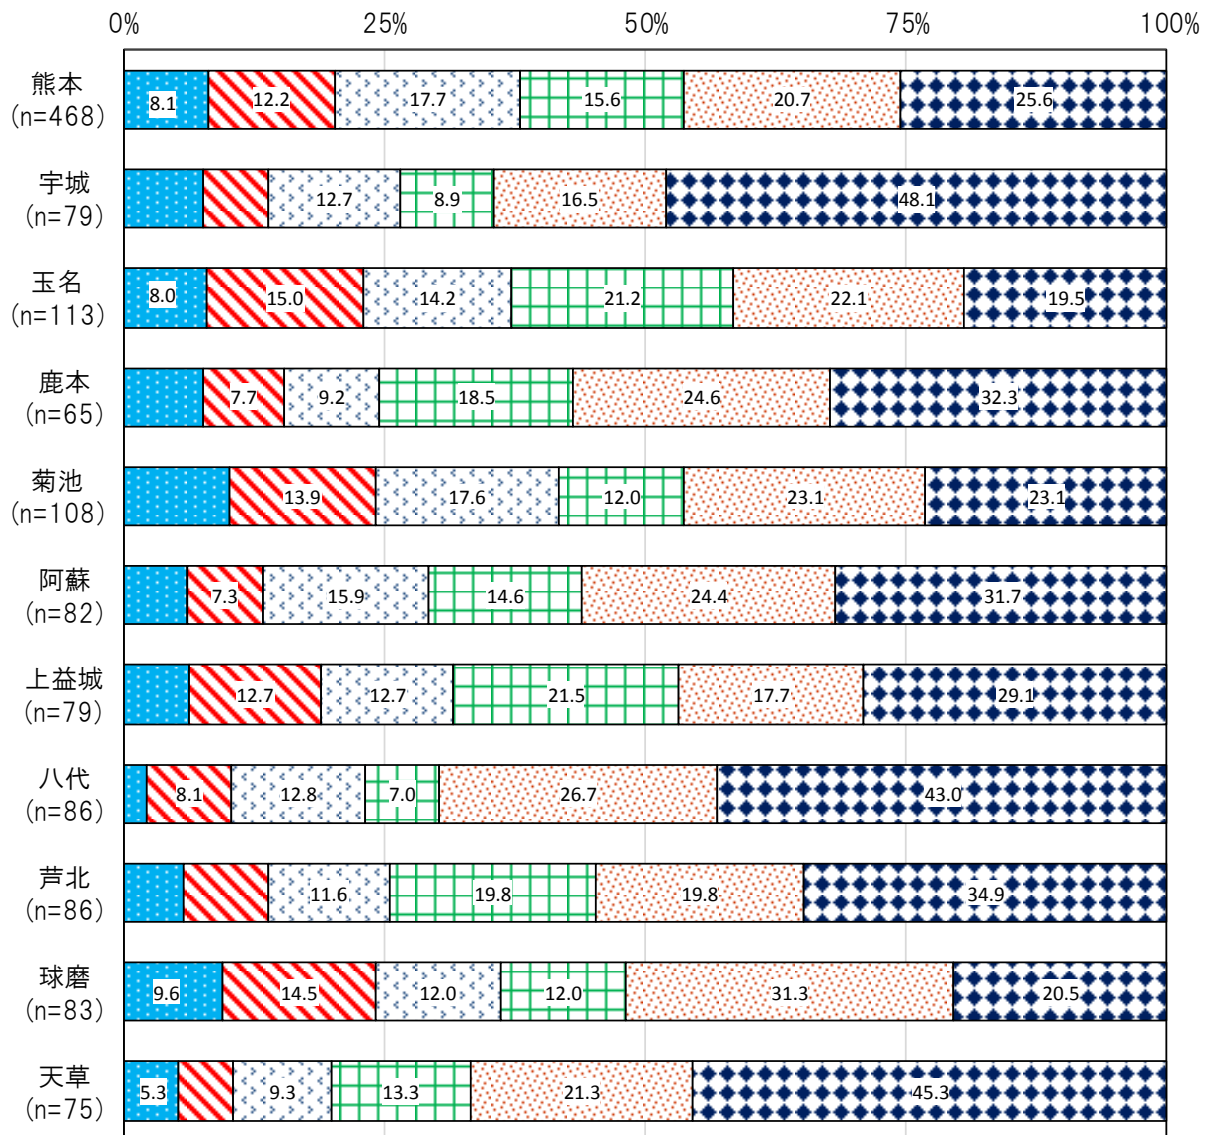 0% 25% 50% 75% 100%
熊本
(n=468)
8.1 12.2 17.7 15.6 20.7 25.6
宇城
(n=79)
12.7 8.9 16.5 48.1
玉名
(n=113)
8.0 15.0 14.2 21.2 22.1 19.5
鹿本
(n=65)
7.7 9.2 18.5 24.6 32.3
菊池
(n=108)
13.9 17.6 12.0 23.1 23.1
阿蘇
(n=82)
7.3 15.9 14.6 24.4 31.7
上益城
(n=79)
12.7 12.7 21.5 17.7 29.1
八代
(n=86)
8.1 12.8 7.0 26.7 43.0
芦北
(n=86)
11.6 19.8 19.8 34.9
球磨
(n=83)
9.6 14.5 12.0 12.0 31.3 20.5
天草
(n=75)
5.3 9.3 13.3 21.3 45.3